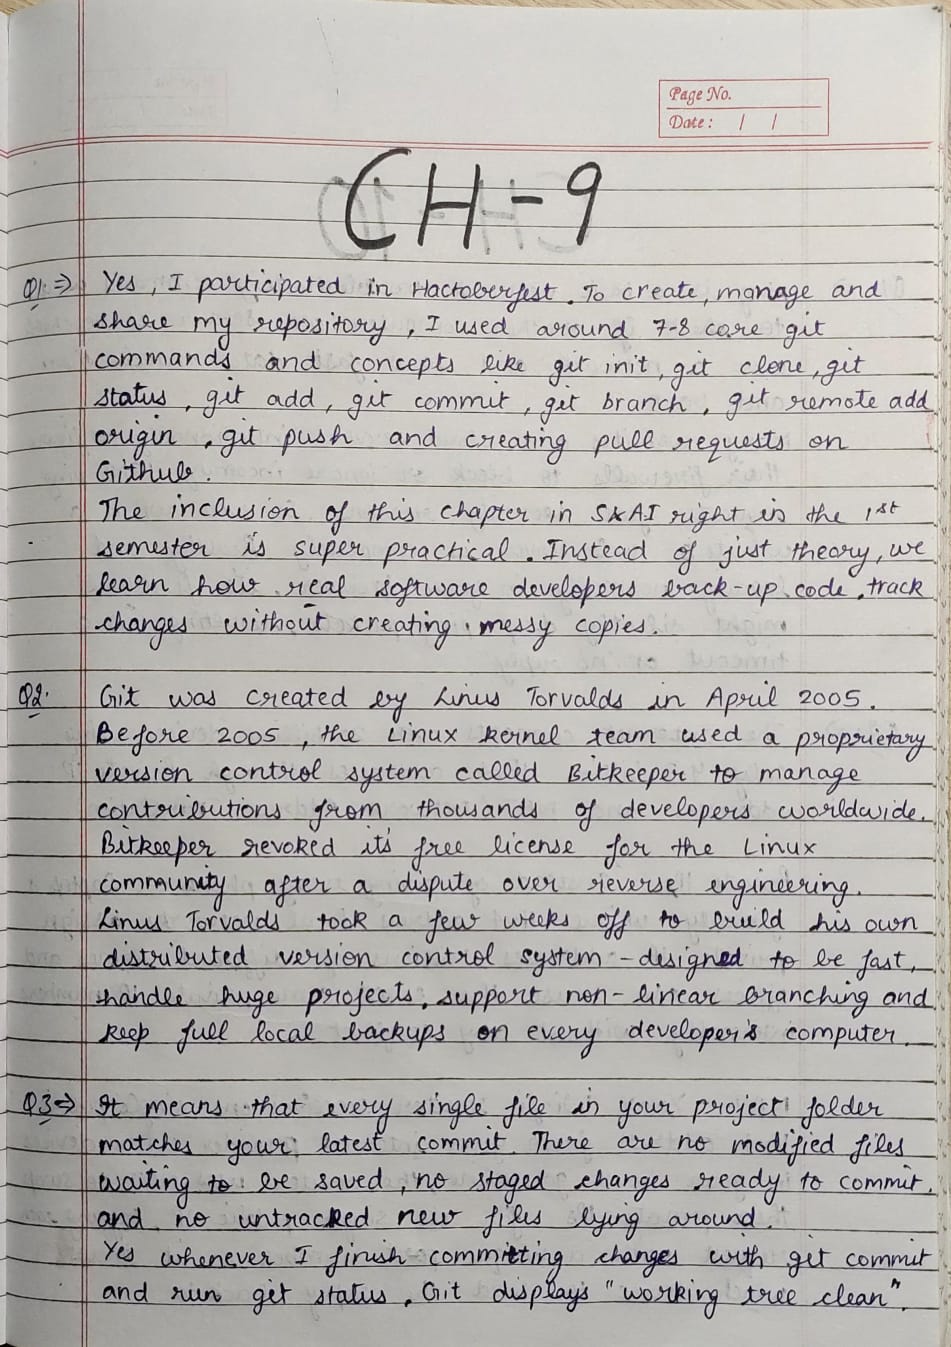 Page No.
Date: / /
CH-9
Q1.⇒ Yes, I participated in Hactoberfest. To create, manage and
share my repository, I used around 7-8 core git
commands and concepts like git init, git clone, git
status, git add, git commit, git branch, git remote add
origin, git push and creating pull requests on
Github.
The inclusion of this chapter in SKAI right in the 1st
semester is super practical. Instead of just theory, we
learn how real software developers back-up code, track
changes without creating messy copies.
Q2. Git was created by Linus Torvalds in April 2005.
Before 2005, the Linux kernel team used a proprietary
version control system called Bitkeeper to manage
contributions from thousands of developers worldwide.
Bitkeeper revoked its' free license for the Linux
community after a dispute over reverse engineering.
Linus Torvalds took a few weeks off to build his own
distributed version control system - designed to be fast,
handle huge projects, support non-linear branching and
keep full local backups on every developer's computer.
Q3⇒ It means that every single file in your project folder
matches your latest commit. There are no modified files
waiting to be saved, no staged changes ready to commit,
and no untracked new files lying around.
Yes whenever I finish committing changes with git commit
and run git status, Git displays "working tree clean".